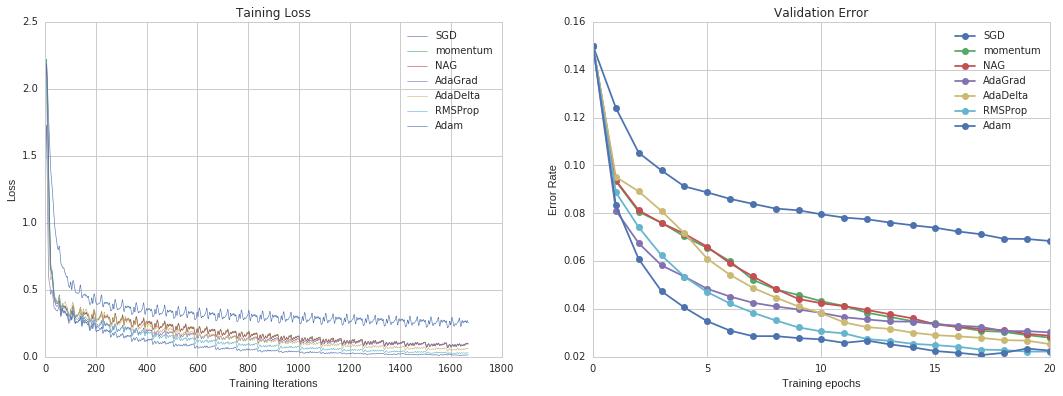 Taining Loss
2.5
2.0
1.5
1.0
0.5
0.0
Loss
0 200 400 600 800 1000 1200 1400 1600 1800
Training Iterations
SGD
momentum
NAG
AdaGrad
AdaDelta
RMSProp
Adam
Validation Error
0.16
0.14
0.12
0.10
0.08
0.06
0.04
0.02
Error Rate
0 5 10 15 20
Training epochs
SGD
momentum
NAG
AdaGrad
AdaDelta
RMSProp
Adam